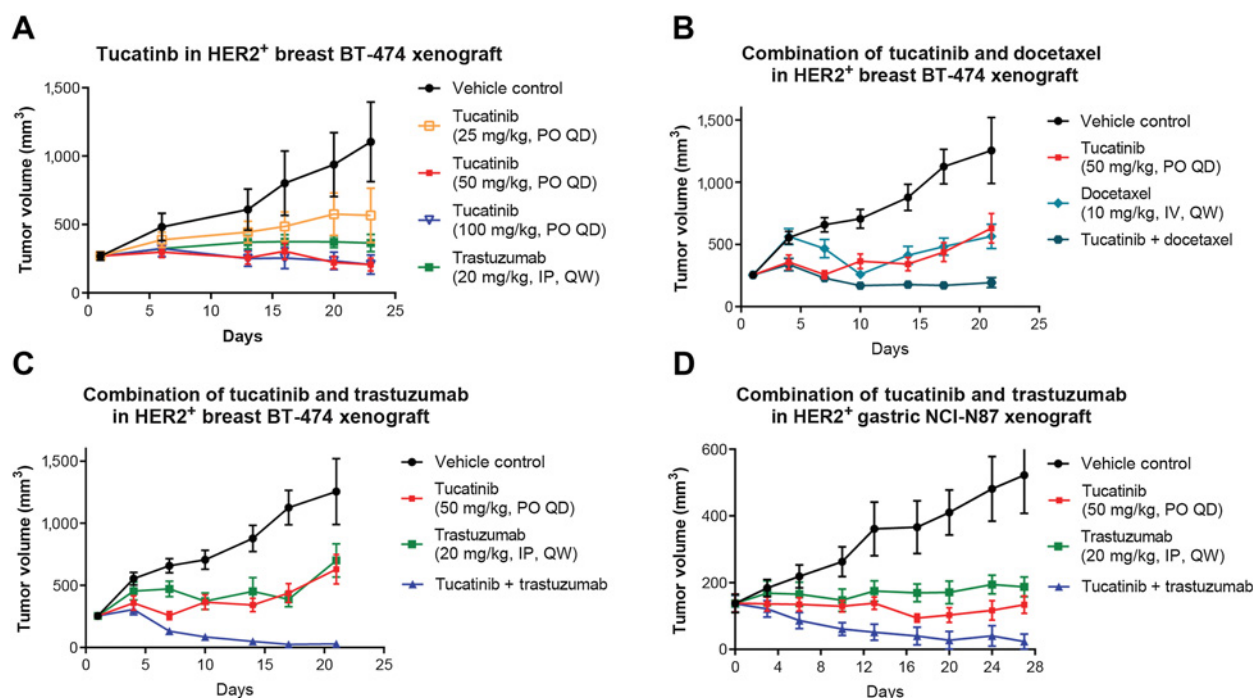 A
Tucatinb in HER2+ breast BT-474 xenograft
Tumor volume (mm3)
1,500
1,000
500
0
0 5 10 15 20 25
Days
Vehicle control
Tucatinib
(25 mg/kg, PO QD)
Tucatinib
(50 mg/kg, PO QD)
Tucatinib
(100 mg/kg, PO QD)
Trastuzumab
(20 mg/kg, IP, QW)
B
Combination of tucatinib and docetaxel
in HER2+ breast BT-474 xenograft
Tumor volume (mm3)
1,500
1,000
500
0
0 5 10 15 20 25
Days
Vehicle control
Tucatinib
(50 mg/kg, PO QD)
Docetaxel
(10 mg/kg, IV, QW)
Tucatinib + docetaxel
C
Combination of tucatinib and trastuzumab
in HER2+ breast BT-474 xenograft
Tumor volume (mm3)
1,500
1,000
500
0
0 5 10 15 20 25
Days
Vehicle control
Tucatinib
(50 mg/kg, PO QD)
Trastuzumab
(20 mg/kg, IP, QW)
Tucatinib + trastuzumab
D
Combination of tucatinib and trastuzumab
in HER2+ gastric NCI-N87 xenograft
Tumor volume (mm3)
600
400
200
0
0 4 8 12 16 20 24 28
Days
Vehicle control
Tucatinib
(50 mg/kg, PO QD)
Trastuzumab
(20 mg/kg, IP, QW)
Tucatinib + trastuzumab